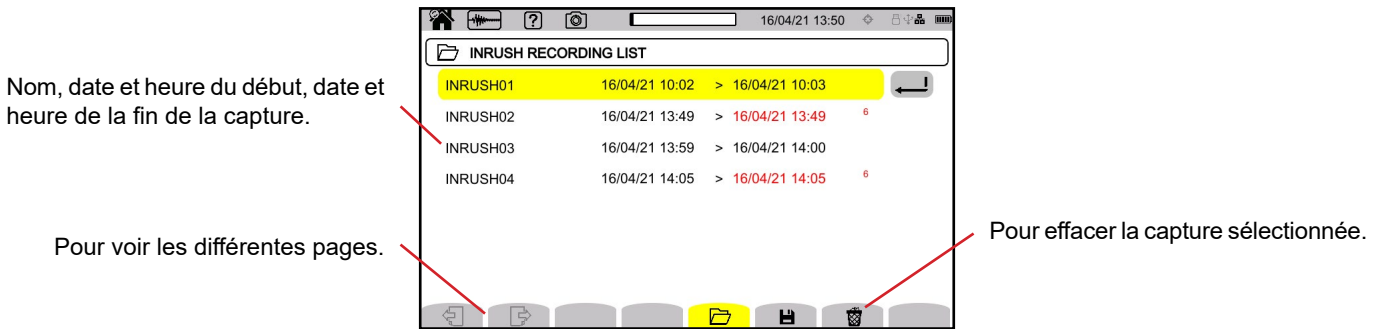 ? 16/04/21 13:50
INRUSH RECORDING LIST
INRUSH01 16/04/21 10:02 > 16/04/21 10:03
INRUSH02 16/04/21 13:49 > 16/04/21 13:49 6
INRUSH03 16/04/21 13:59 > 16/04/21 14:00
INRUSH04 16/04/21 14:05 > 16/04/21 14:05 6
Nom, date et heure du début, date et
heure de la fin de la capture.
Pour voir les différentes pages.
Pour effacer la capture sélectionnée.